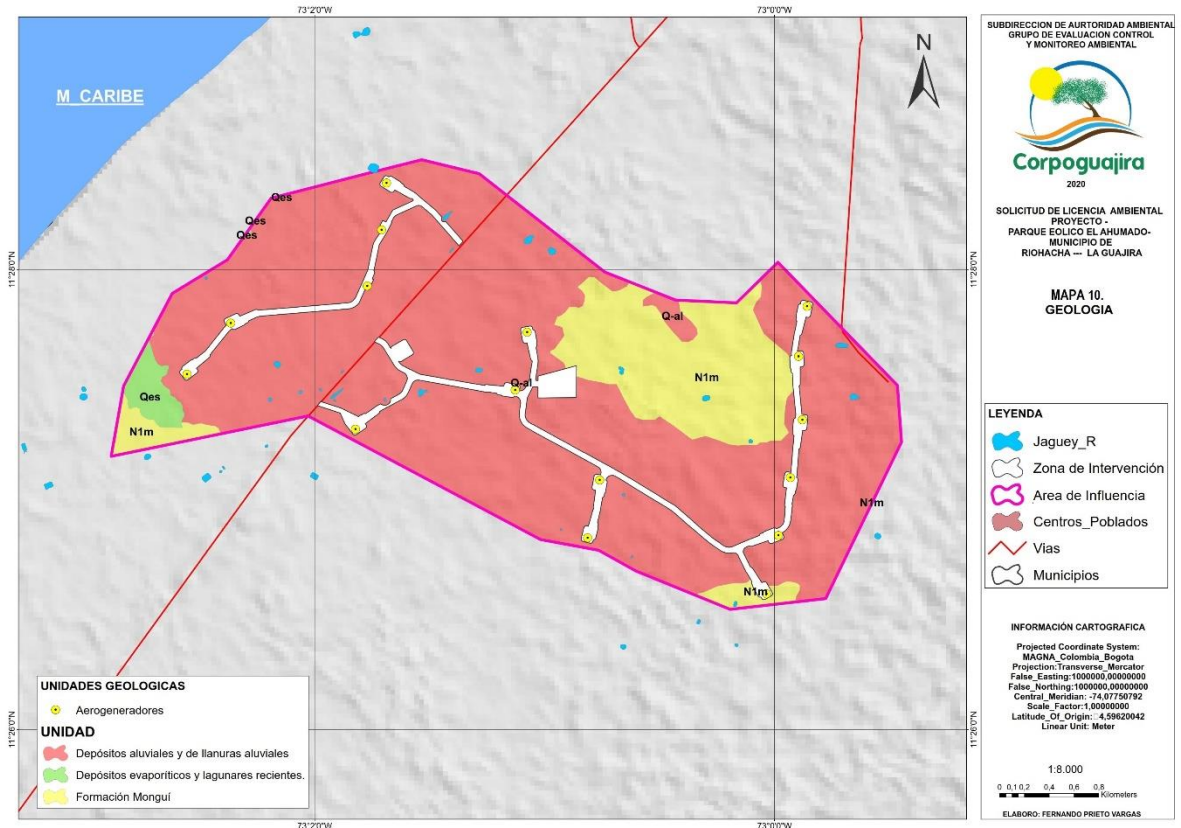 73°2'0"W
73°0'0"W
M_CARIBE
N
Qes
Qes
Qes
11°28'0"N
11°28'0"N
Q-al
N1m
Q-al
Qes
N1m
N1m
N1m
11°26'0"N
11°26'0"N
73°2'0"W
73°0'0"W
UNIDADES GEOLOGICAS
Aerogeneradores
UNIDAD
Depósitos aluviales y de llanuras aluviales
Depósitos evaporíticos y lagunares recientes.
Formación Monguí
SUBDIRECCION DE AURTORIDAD AMBIENTAL
GRUPO DE EVALUACION CONTROL
Y MONITOREO AMBIENTAL
Corpoguajira
2020
SOLICITUD DE LICENCIA AMBIENTAL
PROYECTO -
PARQUE EOLICO EL AHUMADO-
MUNICIPIO DE
RIOHACHA --- LA GUAJIRA
MAPA 10.
GEOLOGIA
LEYENDA
Jaguey_R
Zona de Intervención
Area de Influencia
Centros_Poblados
Vias
Municipios
INFORMACIÓN CARTOGRAFICA
Projected Coordinate System:
MAGNA_Colombia_Bogota
Projection:Transverse_Mercator
False_Easting:1000000,00000000
False_Northing:1000000,00000000
Central_Meridian: -74,07750792
Scale_Factor:1,00000000
Latitude_Of_Origin: 4,59620042
Linear Unit: Meter
1:8.000
0 0,1 0,2 0,4 0,6 0,8
Kilometers
ELABORO: FERNANDO PRIETO VARGAS